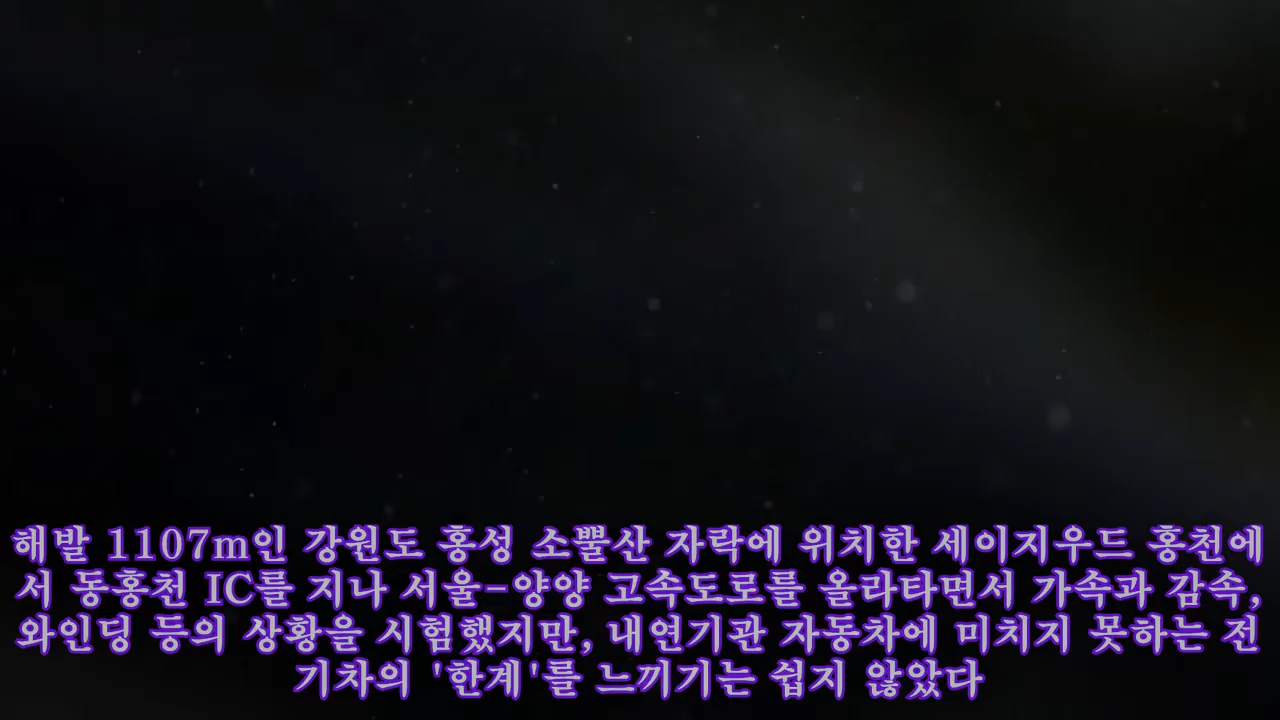 해발 1107m인 강원도 홍성 소뿔산 자락에 위치한 세이지우드 홍천에
서 동홍천 IC를 지나 서울-양양 고속도로를 올라타면서 가속과 감속,
와인딩 등의 상황을 시험했지만, 내연기관 자동차에 미치지 못하는 전
기차의 '한계'를 느끼기는 쉽지 않았다